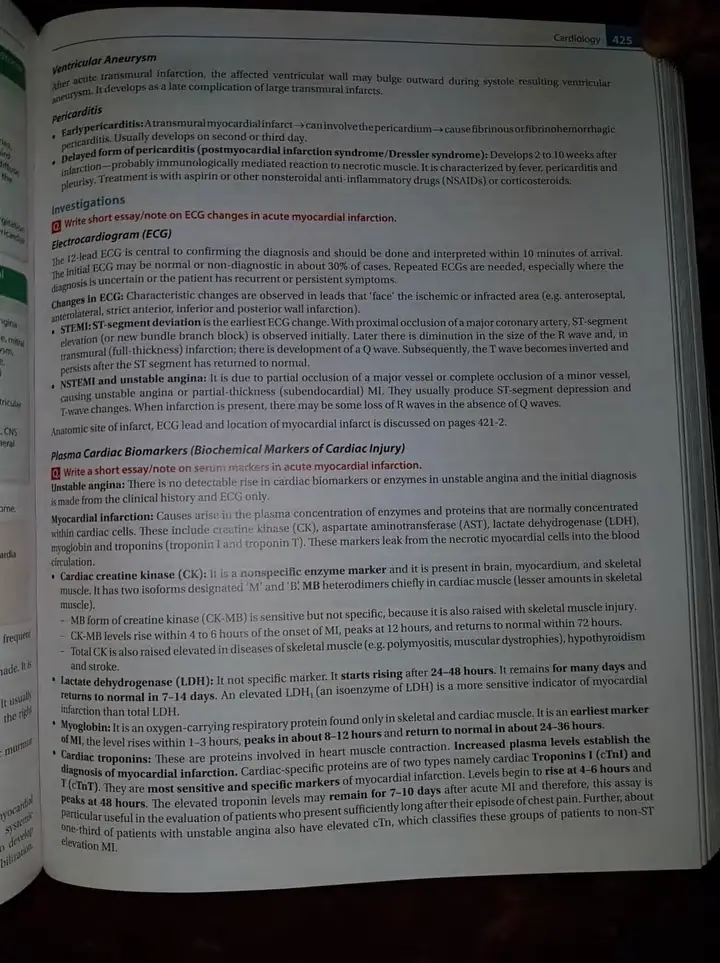 Cardiology 425
Ventricular Aneurysm
After acute transmural infarction, the affected ventricular wall may bulge outward during systole resulting ventricular
aneurysm. It develops as a late complication of large transmural infarcts.
Pericarditis
• Early pericarditis: A transmural myocardial infarct → can involve the pericardium → cause fibrinous or fibrinohemorrhagic
pericarditis. Usually develops on second or third day.
• Delayed form of pericarditis (postmyocardial infarction syndrome/Dressler syndrome): Develops 2 to 10 weeks after
infarction—probably immunologically mediated reaction to necrotic muscle. It is characterized by fever, pericarditis and
pleurisy. Treatment is with aspirin or other nonsteroidal anti-inflammatory drugs (NSAIDs) or corticosteroids.
Investigations
Q Write short essay/note on ECG changes in acute myocardial infarction.
Electrocardiogram (ECG)
The 12-lead ECG is central to confirming the diagnosis and should be done and interpreted within 10 minutes of arrival.
The initial ECG may be normal or non-diagnostic in about 30% of cases. Repeated ECGs are needed, especially where the
diagnosis is uncertain or the patient has recurrent or persistent symptoms.
Changes in ECG: Characteristic changes are observed in leads that 'face' the ischemic or infracted area (e.g. anteroseptal,
anterolateral, strict anterior, inferior and posterior wall infarction).
• STEMI: ST-segment deviation is the earliest ECG change. With proximal occlusion of a major coronary artery, ST-segment
elevation (or new bundle branch block) is observed initially. Later there is diminution in the size of the R wave and, in
transmural (full-thickness) infarction; there is development of a Q wave. Subsequently, the T wave becomes inverted and
persists after the ST segment has returned to normal.
• NSTEMI and unstable angina: It is due to partial occlusion of a major vessel or complete occlusion of a minor vessel,
causing unstable angina or partial-thickness (subendocardial) MI. They usually produce ST-segment depression and
T-wave changes. When infarction is present, there may be some loss of R waves in the absence of Q waves.
Anatomic site of infarct, ECG lead and location of myocardial infarct is discussed on pages 421-2.
Plasma Cardiac Biomarkers (Biochemical Markers of Cardiac Injury)
Q Write a short essay/note on serum markers in acute myocardial infarction.
Unstable angina: There is no detectable rise in cardiac biomarkers or enzymes in unstable angina and the initial diagnosis
is made from the clinical history and ECG only.
Myocardial infarction: Causes arise in the plasma concentration of enzymes and proteins that are normally concentrated
within cardiac cells. These include creatine kinase (CK), aspartate aminotransferase (AST), lactate dehydrogenase (LDH),
myoglobin and troponins (troponin I and troponin T). These markers leak from the necrotic myocardial cells into the blood
circulation.
• Cardiac creatine kinase (CK): It is a nonspecific enzyme marker and it is present in brain, myocardium, and skeletal
muscle. It has two isoforms designated 'M' and 'B'. MB heterodimers chiefly in cardiac muscle (lesser amounts in skeletal
muscle).
– MB form of creatine kinase (CK-MB) is sensitive but not specific, because it is also raised with skeletal muscle injury.
– CK-MB levels rise within 4 to 6 hours of the onset of MI, peaks at 12 hours, and returns to normal within 72 hours.
– Total CK is also raised elevated in diseases of skeletal muscle (e.g. polymyositis, muscular dystrophies), hypothyroidism
and stroke.
• Lactate dehydrogenase (LDH): It not specific marker. It starts rising after 24–48 hours. It remains for many days and
returns to normal in 7–14 days. An elevated LDH₁ (an isoenzyme of LDH) is a more sensitive indicator of myocardial
infarction than total LDH.
• Myoglobin: It is an oxygen-carrying respiratory protein found only in skeletal and cardiac muscle. It is an earliest marker
of MI, the level rises within 1–3 hours, peaks in about 8–12 hours and return to normal in about 24–36 hours.
• Cardiac troponins: These are proteins involved in heart muscle contraction. Increased plasma levels establish the
diagnosis of myocardial infarction. Cardiac-specific proteins are of two types namely cardiac Troponins I (cTnI) and
T (cTnT). They are most sensitive and specific markers of myocardial infarction. Levels begin to rise at 4–6 hours and
peaks at 48 hours. The elevated troponin levels may remain for 7–10 days after acute MI and therefore, this assay is
particular useful in the evaluation of patients who present sufficiently long after their episode of chest pain. Further, about
one-third of patients with unstable angina also have elevated cTn, which classifies these groups of patients to non-ST
elevation MI.